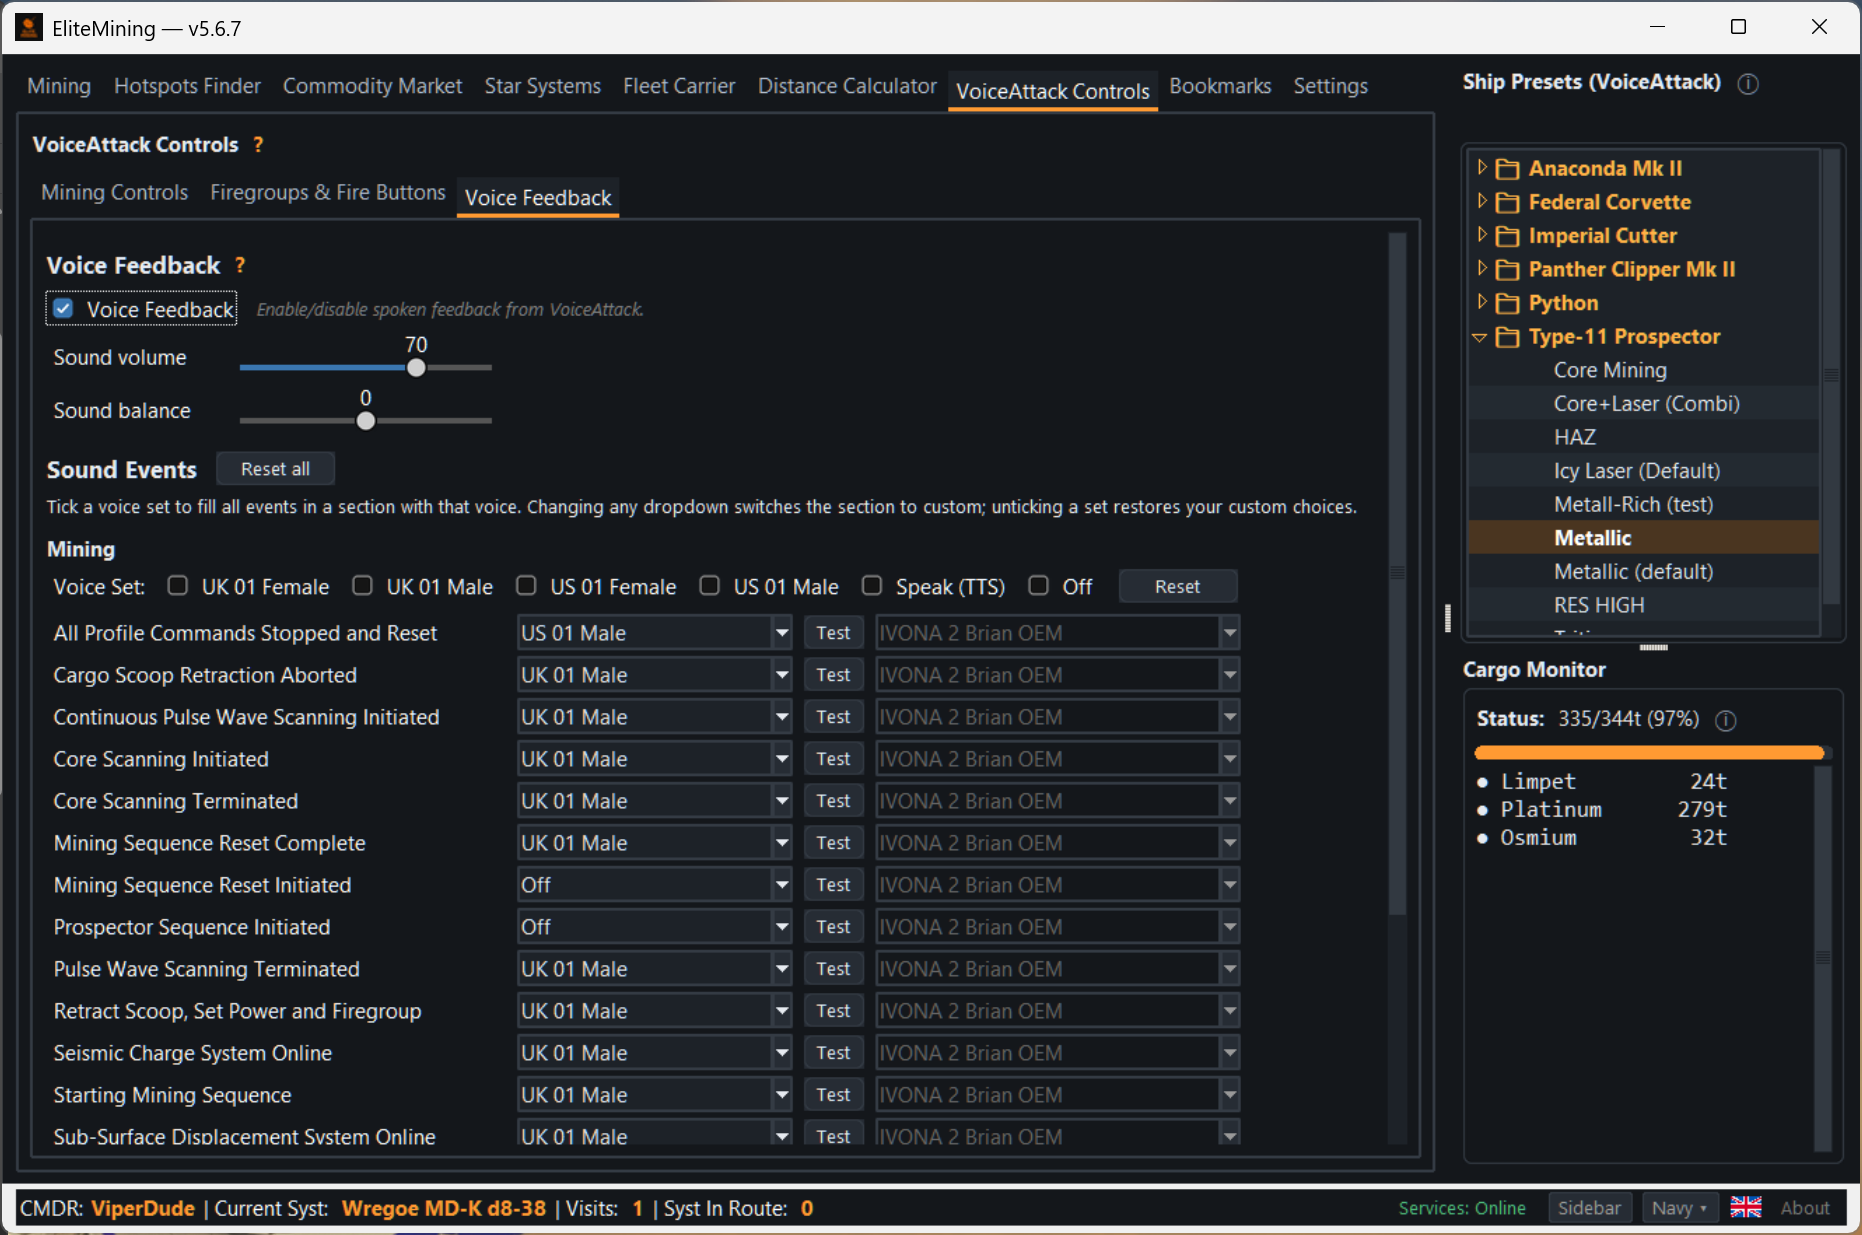 EliteMining — v5.6.7
Mining Hotspots Finder Commodity Market Star Systems Fleet Carrier Distance Calculator VoiceAttack Controls Bookmarks Settings
VoiceAttack Controls ?
Mining Controls Firegroups & Fire Buttons Voice Feedback
Voice Feedback ?
Voice Feedback Enable/disable spoken feedback from VoiceAttack.
70
Sound volume
0
Sound balance
Sound Events Reset all
Tick a voice set to fill all events in a section with that voice. Changing any dropdown switches the section to custom; unticking a set restores your custom choices.
Mining
Voice Set: UK 01 Female UK 01 Male US 01 Female US 01 Male Speak (TTS) Off Reset
All Profile Commands Stopped and Reset US 01 Male Test IVONA 2 Brian OEM
Cargo Scoop Retraction Aborted UK 01 Male Test IVONA 2 Brian OEM
Continuous Pulse Wave Scanning Initiated UK 01 Male Test IVONA 2 Brian OEM
Core Scanning Initiated UK 01 Male Test IVONA 2 Brian OEM
Core Scanning Terminated UK 01 Male Test IVONA 2 Brian OEM
Mining Sequence Reset Complete UK 01 Male Test IVONA 2 Brian OEM
Mining Sequence Reset Initiated Off Test IVONA 2 Brian OEM
Prospector Sequence Initiated Off Test IVONA 2 Brian OEM
Pulse Wave Scanning Terminated UK 01 Male Test IVONA 2 Brian OEM
Retract Scoop, Set Power and Firegroup UK 01 Male Test IVONA 2 Brian OEM
Seismic Charge System Online UK 01 Male Test IVONA 2 Brian OEM
Starting Mining Sequence UK 01 Male Test IVONA 2 Brian OEM
Sub-Surface Displacement System Online UK 01 Male Test IVONA 2 Brian OEM
Ship Presets (VoiceAttack)
Anaconda Mk II
Federal Corvette
Imperial Cutter
Panther Clipper Mk II
Python
Type-11 Prospector
Core Mining
Core+Laser (Combi)
HAZ
Icy Laser (Default)
Metall-Rich (test)
Metallic
Metallic (default)
RES HIGH
Cargo Monitor
Status: 335/344t (97%)
Limpet 24t
Platinum 279t
Osmium 32t
CMDR: ViperDude | Current Syst: Wregoe MD-K d8-38 | Visits: 1 | Syst In Route: 0
Services: Online Sidebar Navy About